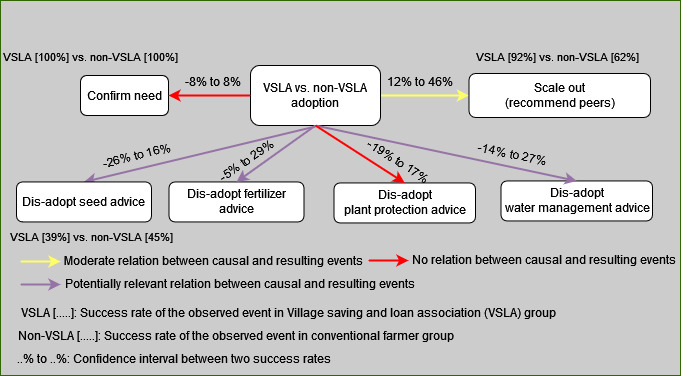 VSLA [100%] vs. non-VSLA [100%]
VSLA [92%] vs. non-VSLA [62%]
Confirm need
-8% to 8%
VSLA vs. non-VSLA
adoption
12% to 46%
Scale out
(recommend peers)
-26% to 16%
-5% to 29%
-19% to 17%
-14% to 27%
Dis-adopt seed advice
Dis-adopt fertilizer
advice
Dis-adopt
plant protection advice
Dis-adopt
water management advice
VSLA [39%] vs. non-VSLA [45%]
Moderate relation between causal and resulting events
No relation between causal and resulting events
Potentially relevant relation between causal and resulting events
VSLA [.....]: Success rate of the observed event in Village saving and loan association (VSLA) group
Non-VSLA [.....]: Success rate of the observed event in conventional farmer group
..% to ..%: Confidence interval between two success rates